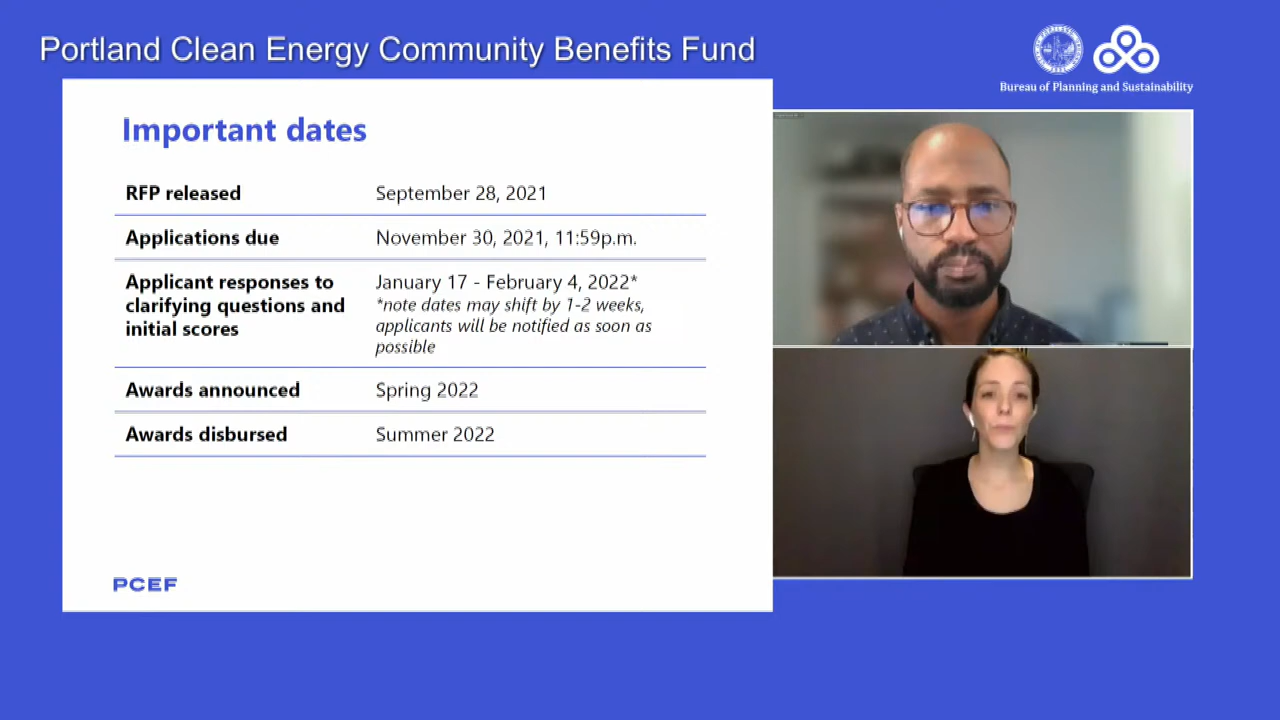 Portland Clean Energy Community Benefits Fund
Bureau of Planning and Sustainability
Important dates
RFP released
September 28, 2021
Applications due
November 30, 2021, 11:59p.m.
Applicant responses to
clarifying questions and
initial scores
January 17 - February 4, 2022*
*note dates may shift by 1-2 weeks,
applicants will be notified as soon as
possible
Awards announced
Spring 2022
Awards disbursed
Summer 2022
PCEF